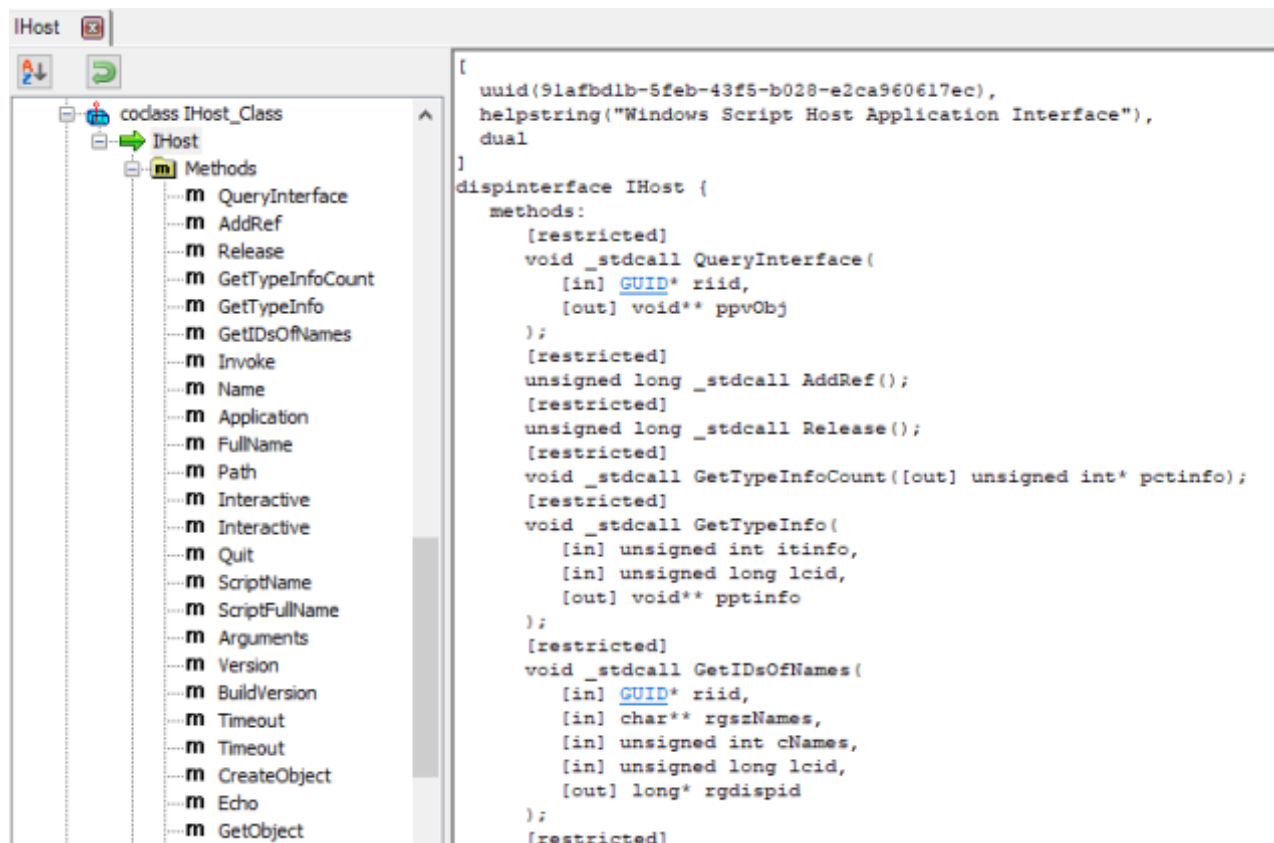 IHost
coclass IHost_Class
IHost
Methods
QueryInterface
AddRef
Release
GetTypeInfoCount
GetTypeInfo
GetIDsOfNames
Invoke
Name
Application
FullName
Path
Interactive
Interactive
Quit
ScriptName
ScriptFullName
Arguments
Version
BuildVersion
Timeout
Timeout
CreateObject
Echo
GetObject
[
uuid(91afbd1b-5feb-43f5-b028-e2ca960617ec),
helpstring("Windows Script Host Application Interface"),
dual
]
dispinterface IHost {
methods:
[restricted]
void _stdcall QueryInterface(
[in] GUID* riid,
[out] void** ppvObj
);
[restricted]
unsigned long _stdcall AddRef();
[restricted]
unsigned long _stdcall Release();
[restricted]
void _stdcall GetTypeInfoCount([out] unsigned int* pctinfo);
[restricted]
void _stdcall GetTypeInfo(
[in] unsigned int itinfo,
[in] unsigned long lcid,
[out] void** pptinfo
);
[restricted]
void _stdcall GetIDsOfNames(
[in] GUID* riid,
[in] char** rgszNames,
[in] unsigned int cNames,
[in] unsigned long lcid,
[out] long* rgdispid
);
[restricted]